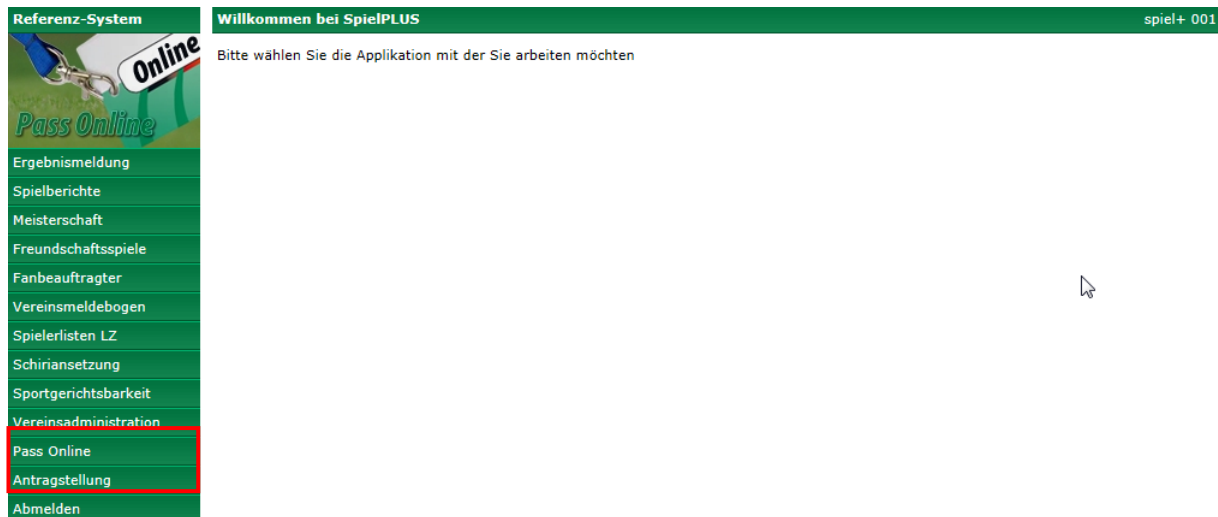 Referenz-System
Willkommen bei SpielPLUS
spiel+ 001
Bitte wählen Sie die Applikation mit der Sie arbeiten möchten
Online
Pass Online
Ergebnismeldung
Spielberichte
Meisterschaft
Freundschaftsspiele
Fanbeauftragter
Vereinsmeldebogen
Spielerlisten LZ
Schiriansetzung
Sportgerichtsbarkeit
Vereinsadministration
Pass Online
Antragstellung
Abmelden